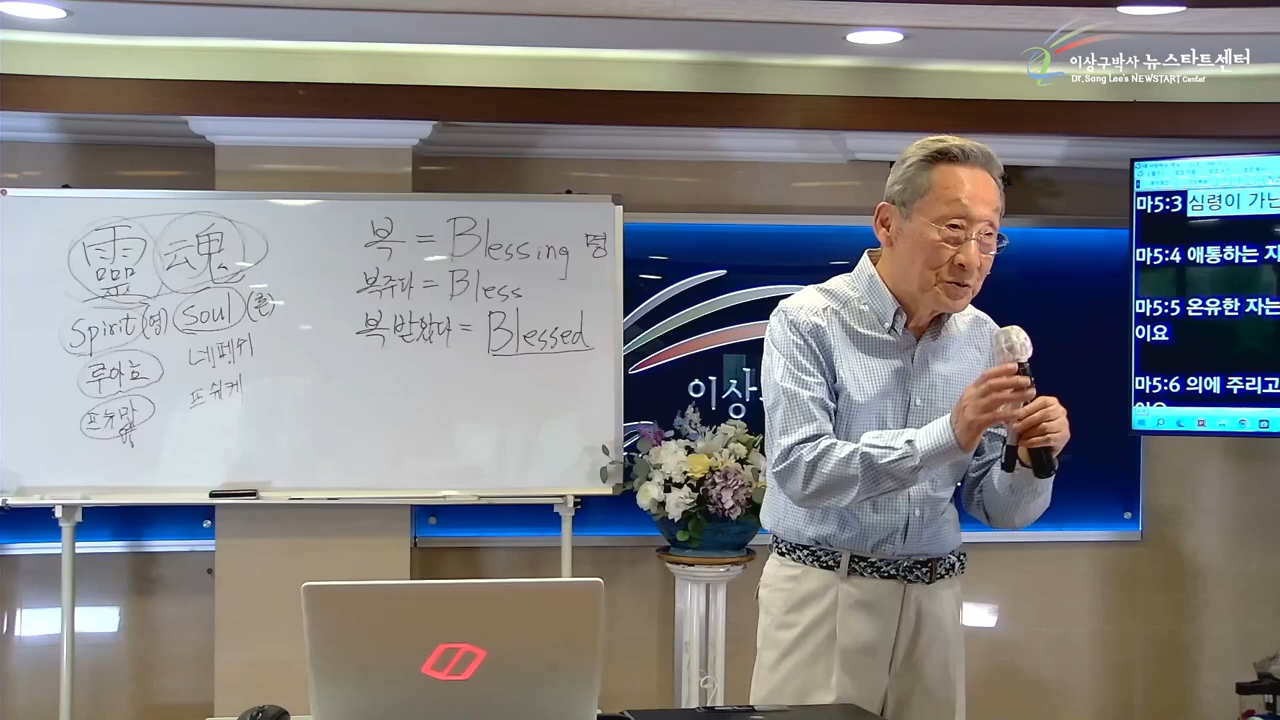 이상구박사 뉴스타트센터
Dr.Sang Lee's NEWSTART Center
靈 魂
Spirit(명) Soul(혼)
루아흐 네페쉬
프뉴마 프쉬케
복 = Blessing 명
복주다 = Bless
복 받았다 = Blessed
이상
마5:3 심령이 가난
마5:4 애통하는 자
마5:5 온유한 자는
이요
마5:6 의에 주리고